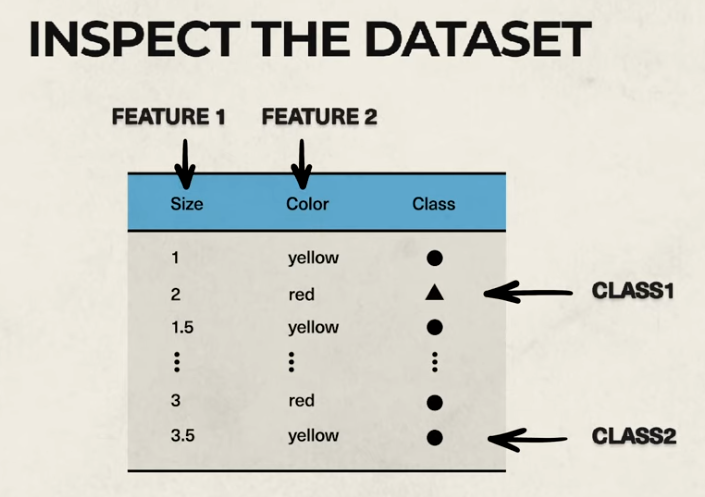 INSPECT THE DATASET
FEATURE 1 FEATURE 2
Size Color Class
1 yellow
2 red
CLASS1
1.5 yellow
3 red
3.5 yellow
CLASS2